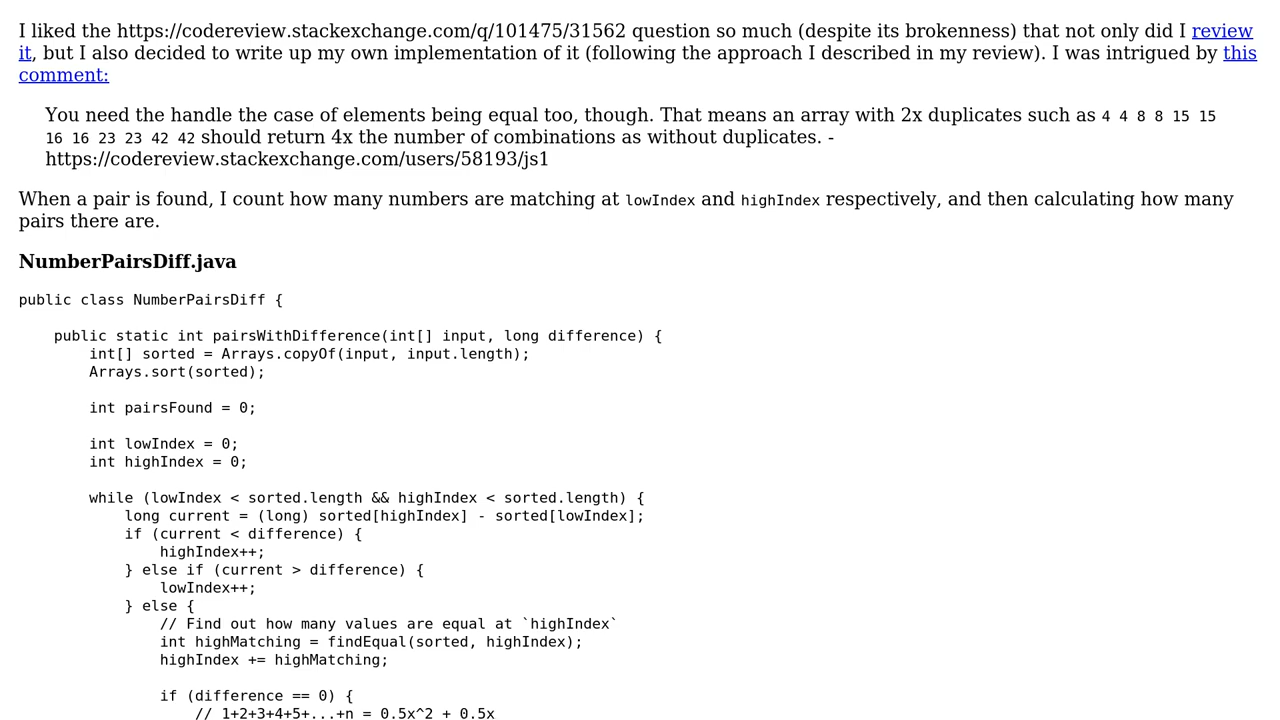 I liked the https://codereview.stackexchange.com/q/101475/31562 question so much (despite its brokenness) that not only did I review
it, but I also decided to write up my own implementation of it (following the approach I described in my review). I was intrigued by this
comment:
You need the handle the case of elements being equal too, though. That means an array with 2x duplicates such as 4 4 8 8 15 15
16 16 23 23 42 42 should return 4x the number of combinations as without duplicates. -
https://codereview.stackexchange.com/users/58193/js1
When a pair is found, I count how many numbers are matching at lowIndex and highIndex respectively, and then calculating how many
pairs there are.
NumberPairsDiff.java
public class NumberPairsDiff {
    public static int pairsWithDifference(int[] input, long difference) {
        int[] sorted = Arrays.copyOf(input, input.length);
        Arrays.sort(sorted);
        int pairsFound = 0;
        int lowIndex = 0;
        int highIndex = 0;
        while (lowIndex < sorted.length && highIndex < sorted.length) {
            long current = (long) sorted[highIndex] - sorted[lowIndex];
            if (current < difference) {
                highIndex++;
            } else if (current > difference) {
                lowIndex++;
            } else {
                // Find out how many values are equal at `highIndex`
                int highMatching = findEqual(sorted, highIndex);
                highIndex += highMatching;
                if (difference == 0) {
                    // 1+2+3+4+5+...+n = 0.5x^2 + 0.5x